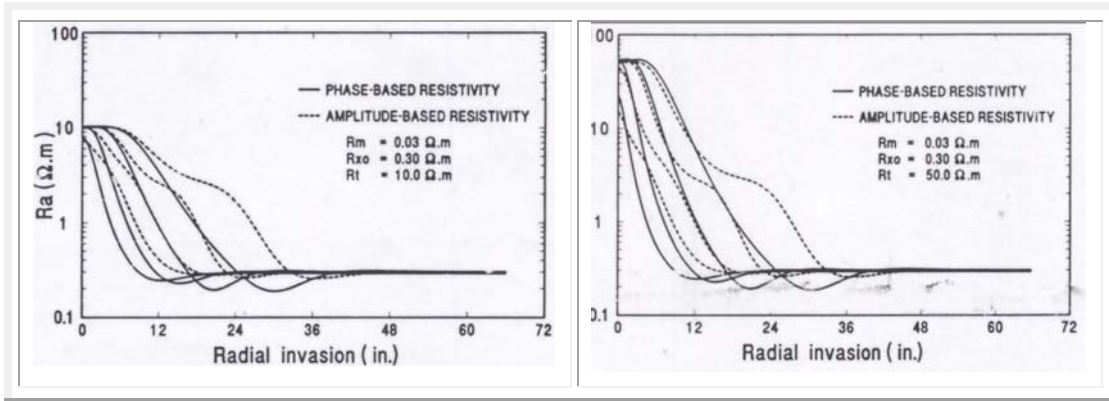 100
10
1
0.1
Ra (Ω.m)
PHASE-BASED RESISTIVITY
AMPLITUDE-BASED RESISTIVITY
Rm = 0.03 Ω.m
Rxo = 0.30 Ω.m
Rt = 10.0 Ω.m
0 12 24 36 48 60 72
Radial invasion (in.)
00
10
1
0.1
PHASE-BASED RESISTIVITY
AMPLITUDE-BASED RESISTIVITY
Rm = 0.03 Ω.m
Rxo = 0.30 Ω.m
Rt = 50.0 Ω.m
0 12 24 36 48 60 72
Radial invasion (in.)